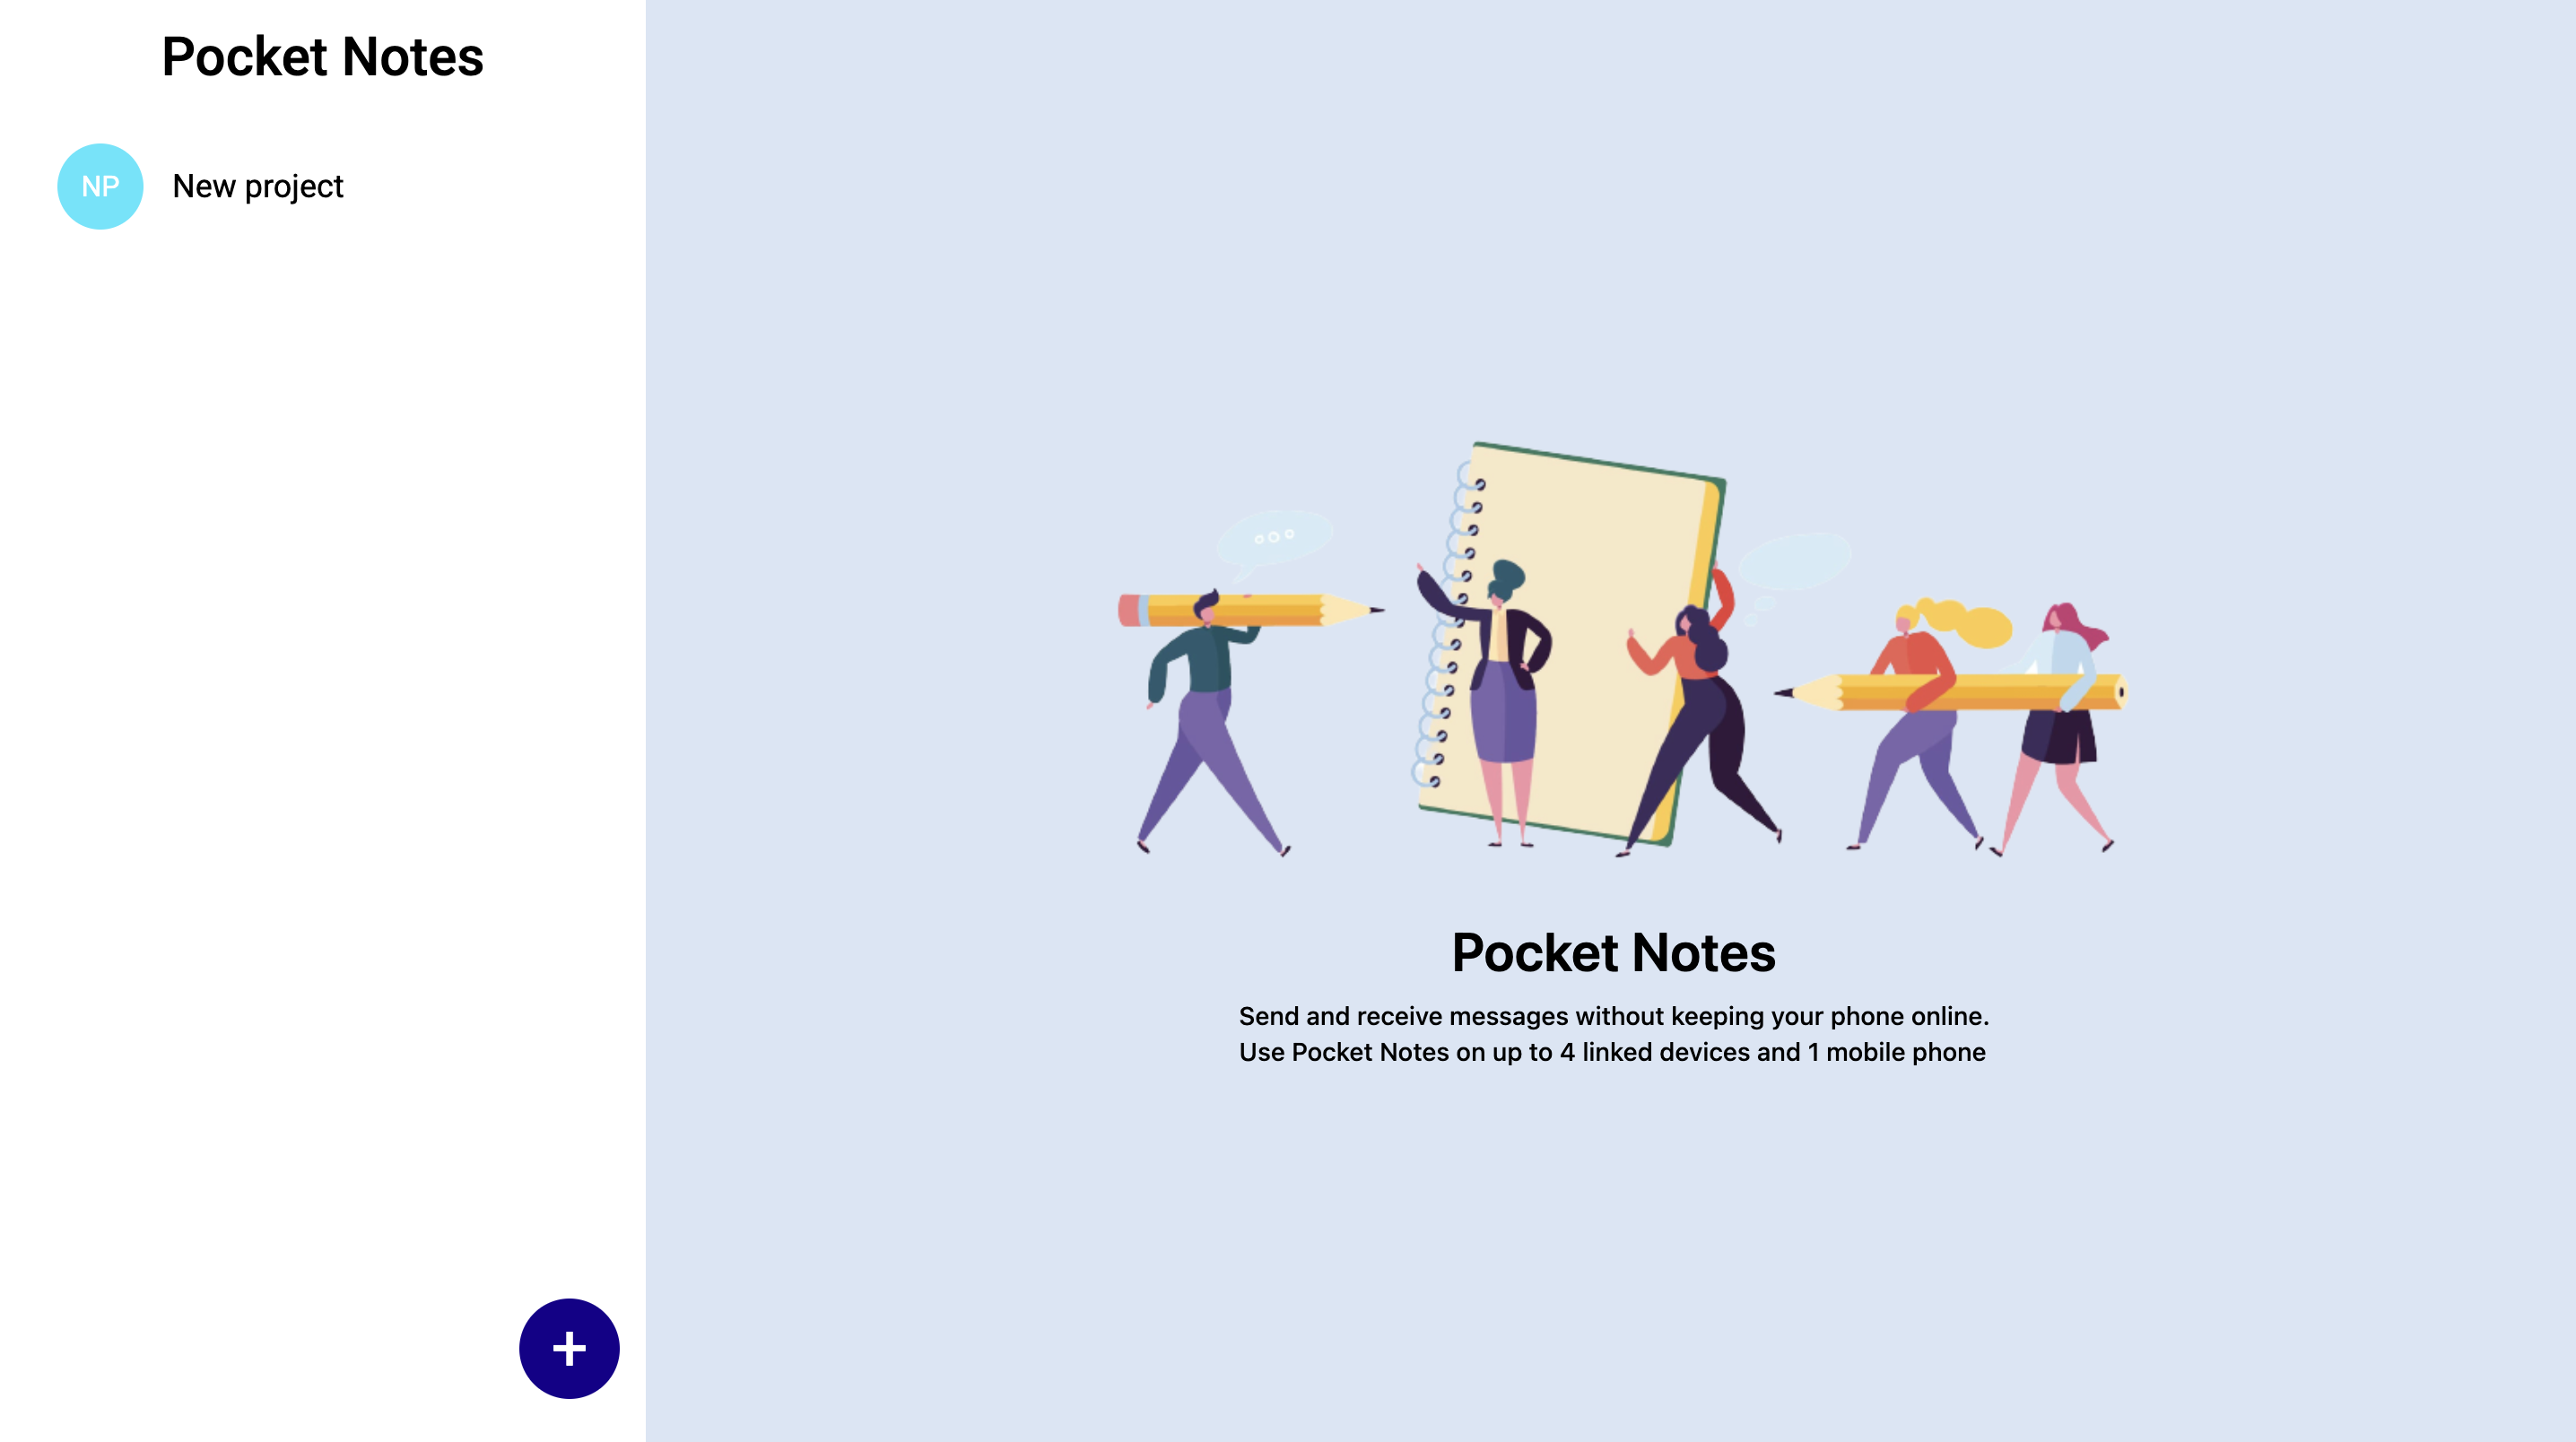 Pocket Notes
NP
New project
Pocket Notes
Send and receive messages without keeping your phone online.
Use Pocket Notes on up to 4 linked devices and 1 mobile phone
+